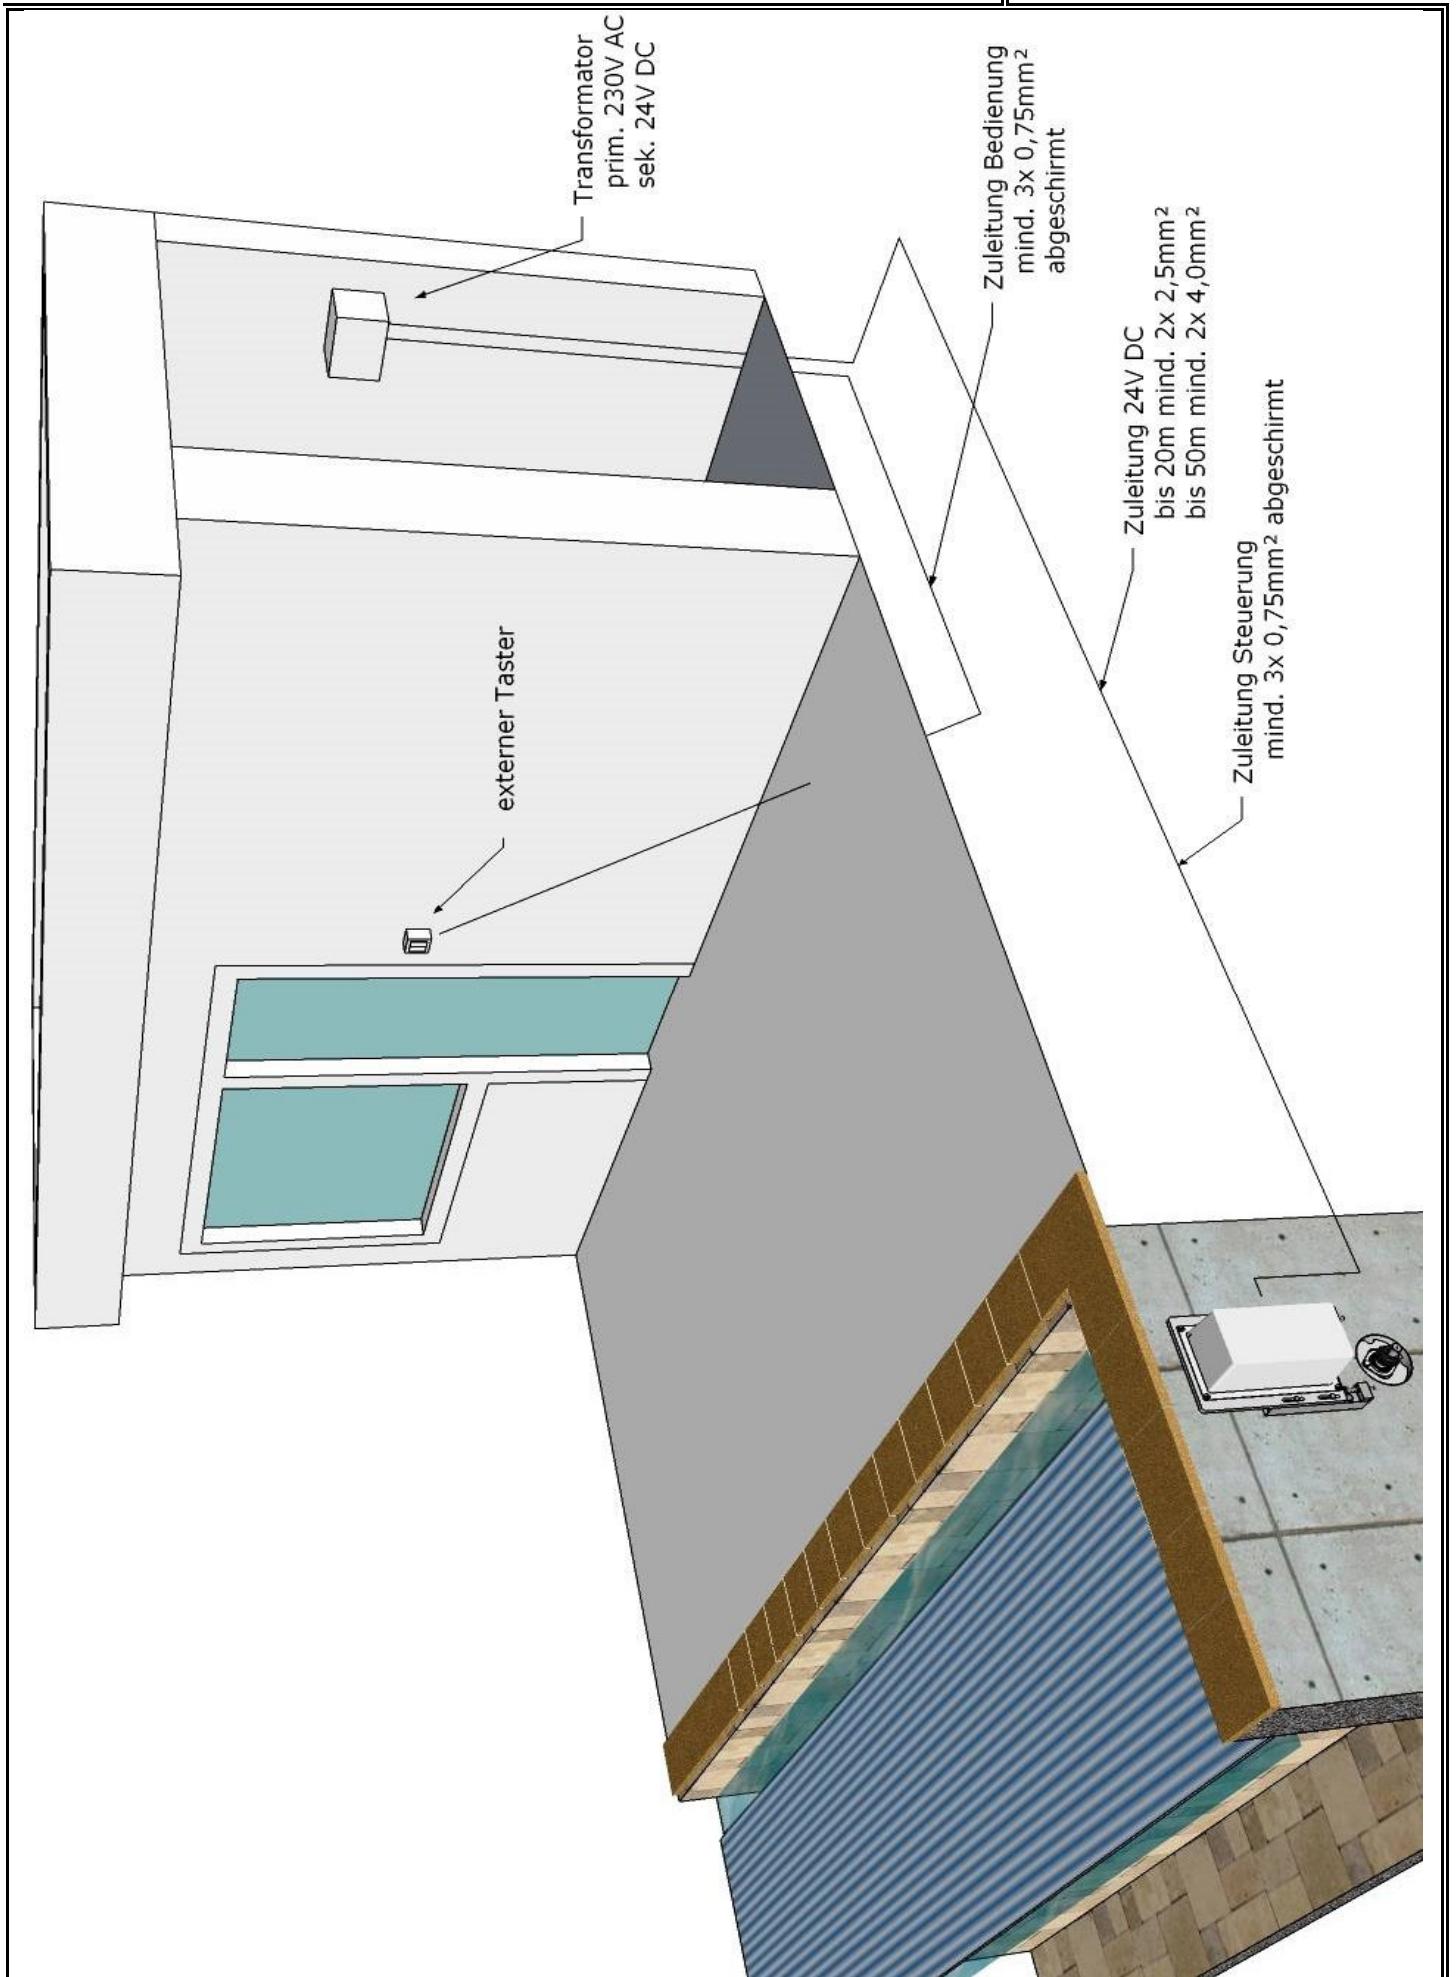 Transformator
prim. 230V AC
sek. 24V DC
Zuleitung Bedienung
mind. 3x 0,75mm²
abgeschirmt
Zuleitung 24V DC
bis 20m mind. 2x 2,5mm²
bis 50m mind. 2x 4,0mm²
Zuleitung Steuerung
mind. 3x 0,75mm² abgeschirmt
externer Taster